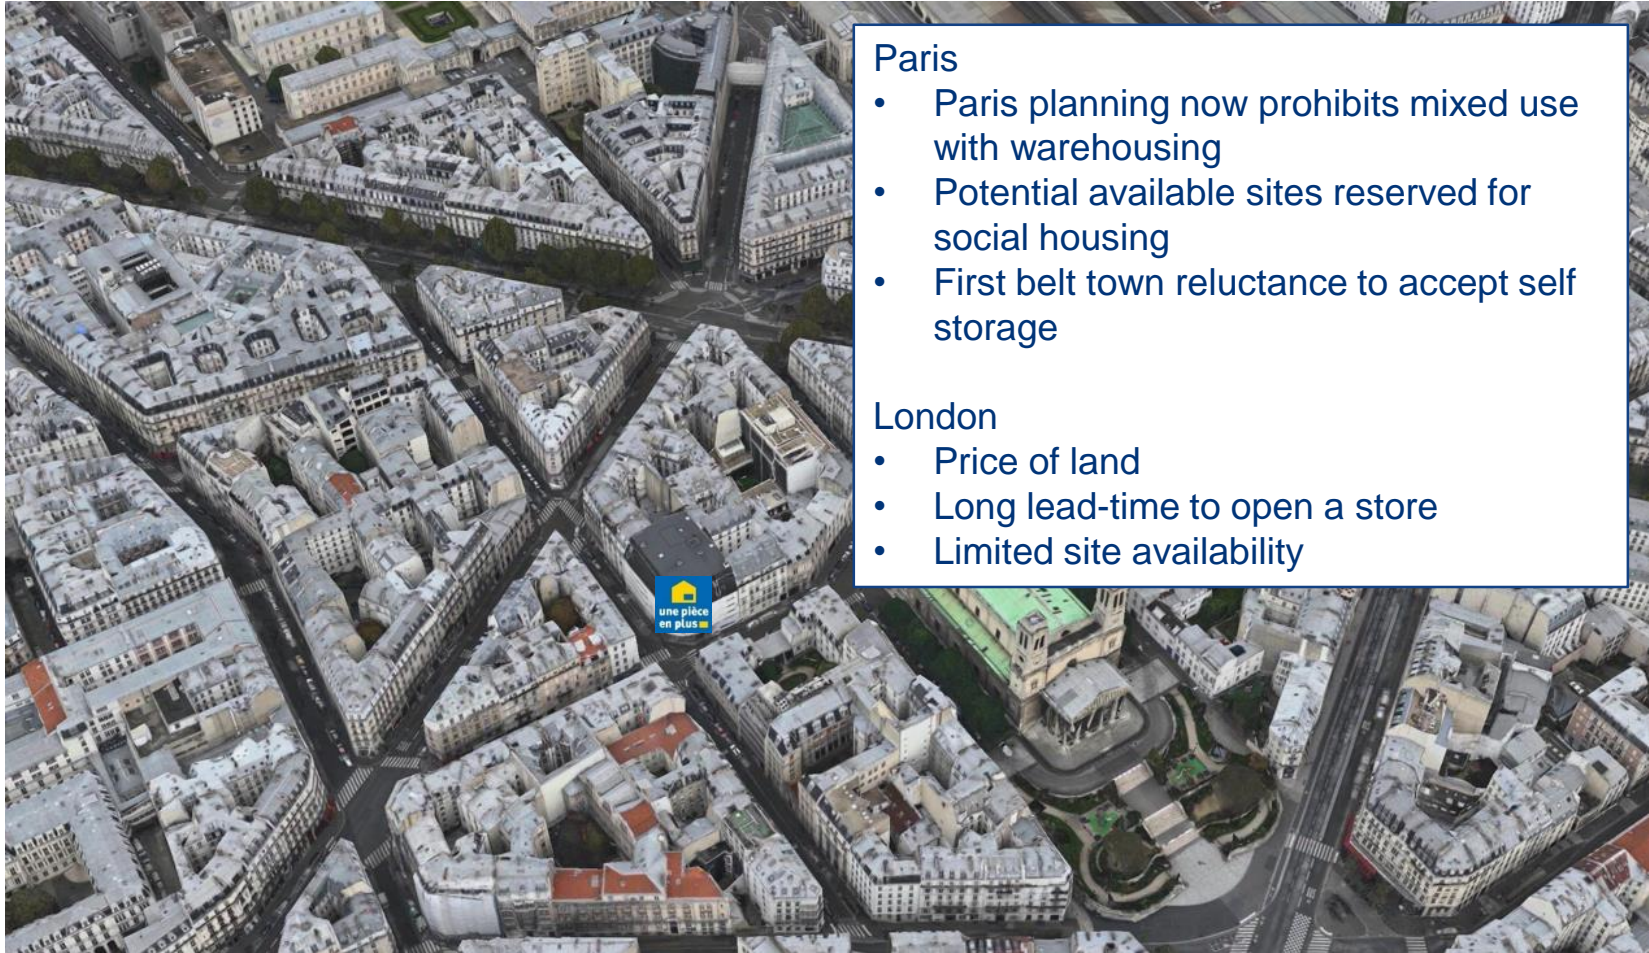 Paris
• Paris planning now prohibits mixed use
with warehousing
• Potential available sites reserved for
social housing
• First belt town reluctance to accept self
storage
London
• Price of land
• Long lead-time to open a store
• Limited site availability
une pièce
en plus